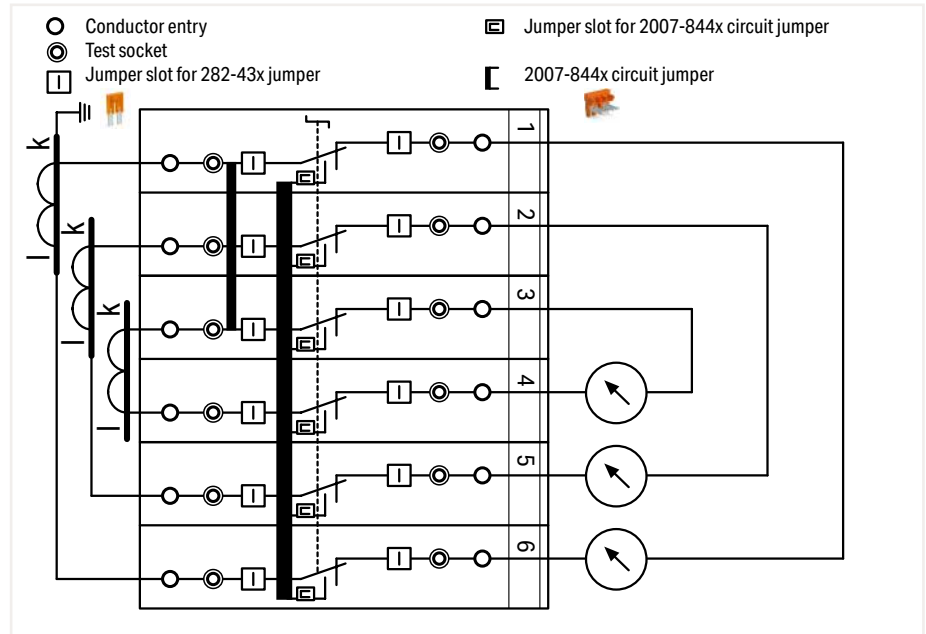 Conductor entry
Jumper slot for 2007-844x circuit jumper
Test socket
Jumper slot for 282-43x jumper
2007-844x circuit jumper
k
l
k
l
k
l
1
2
3
4
5
6